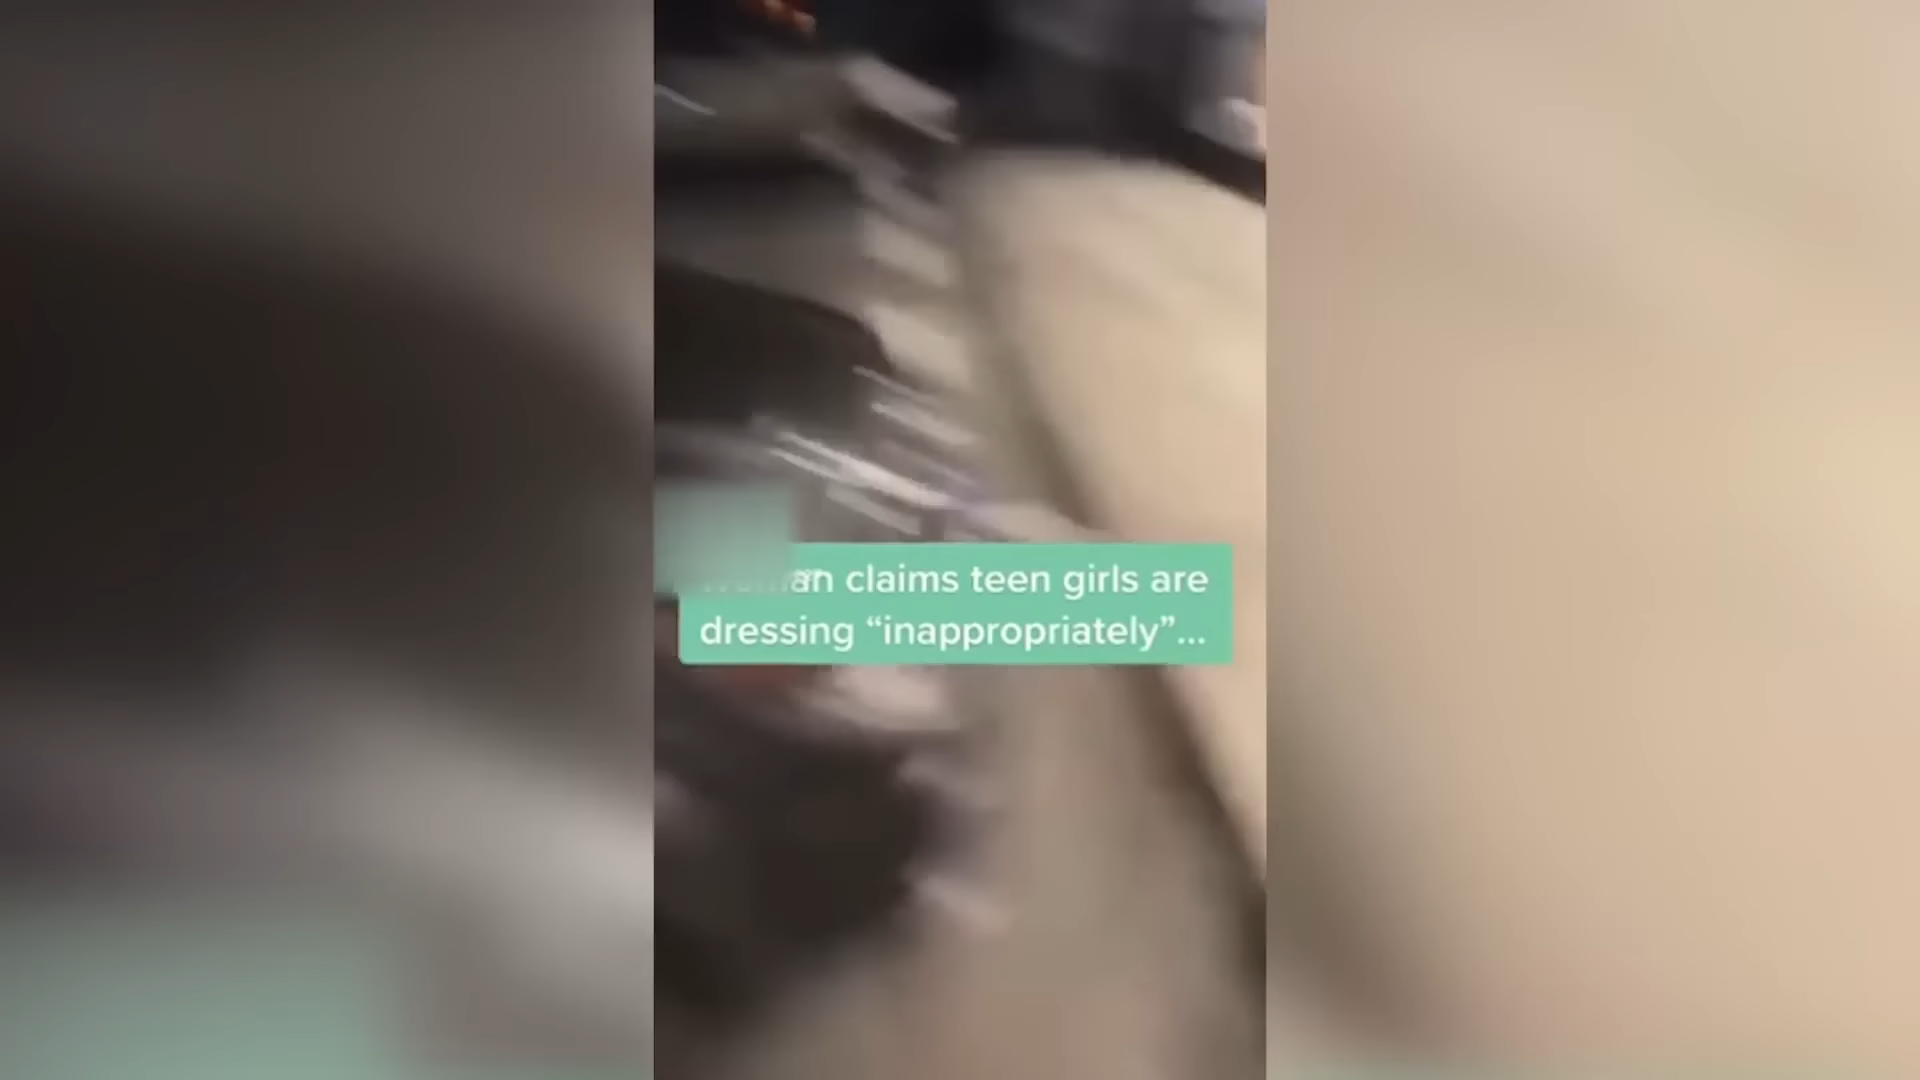 claims teen girls are
dressing “inappropriately”...